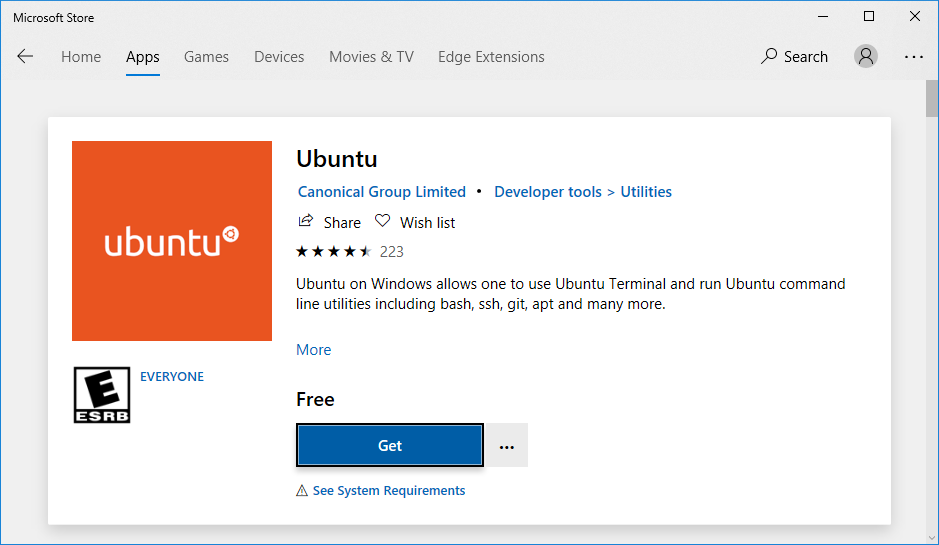 Microsoft Store
Home Apps Games Devices Movies & TV Edge Extensions Search
ubuntu
Ubuntu
Canonical Group Limited • Developer tools > Utilities
Share Wish list
223
Ubuntu on Windows allows one to use Ubuntu Terminal and run Ubuntu command
line utilities including bash, ssh, git, apt and many more.
More
E
ESRB
EVERYONE
Free
Get ...
See System Requirements